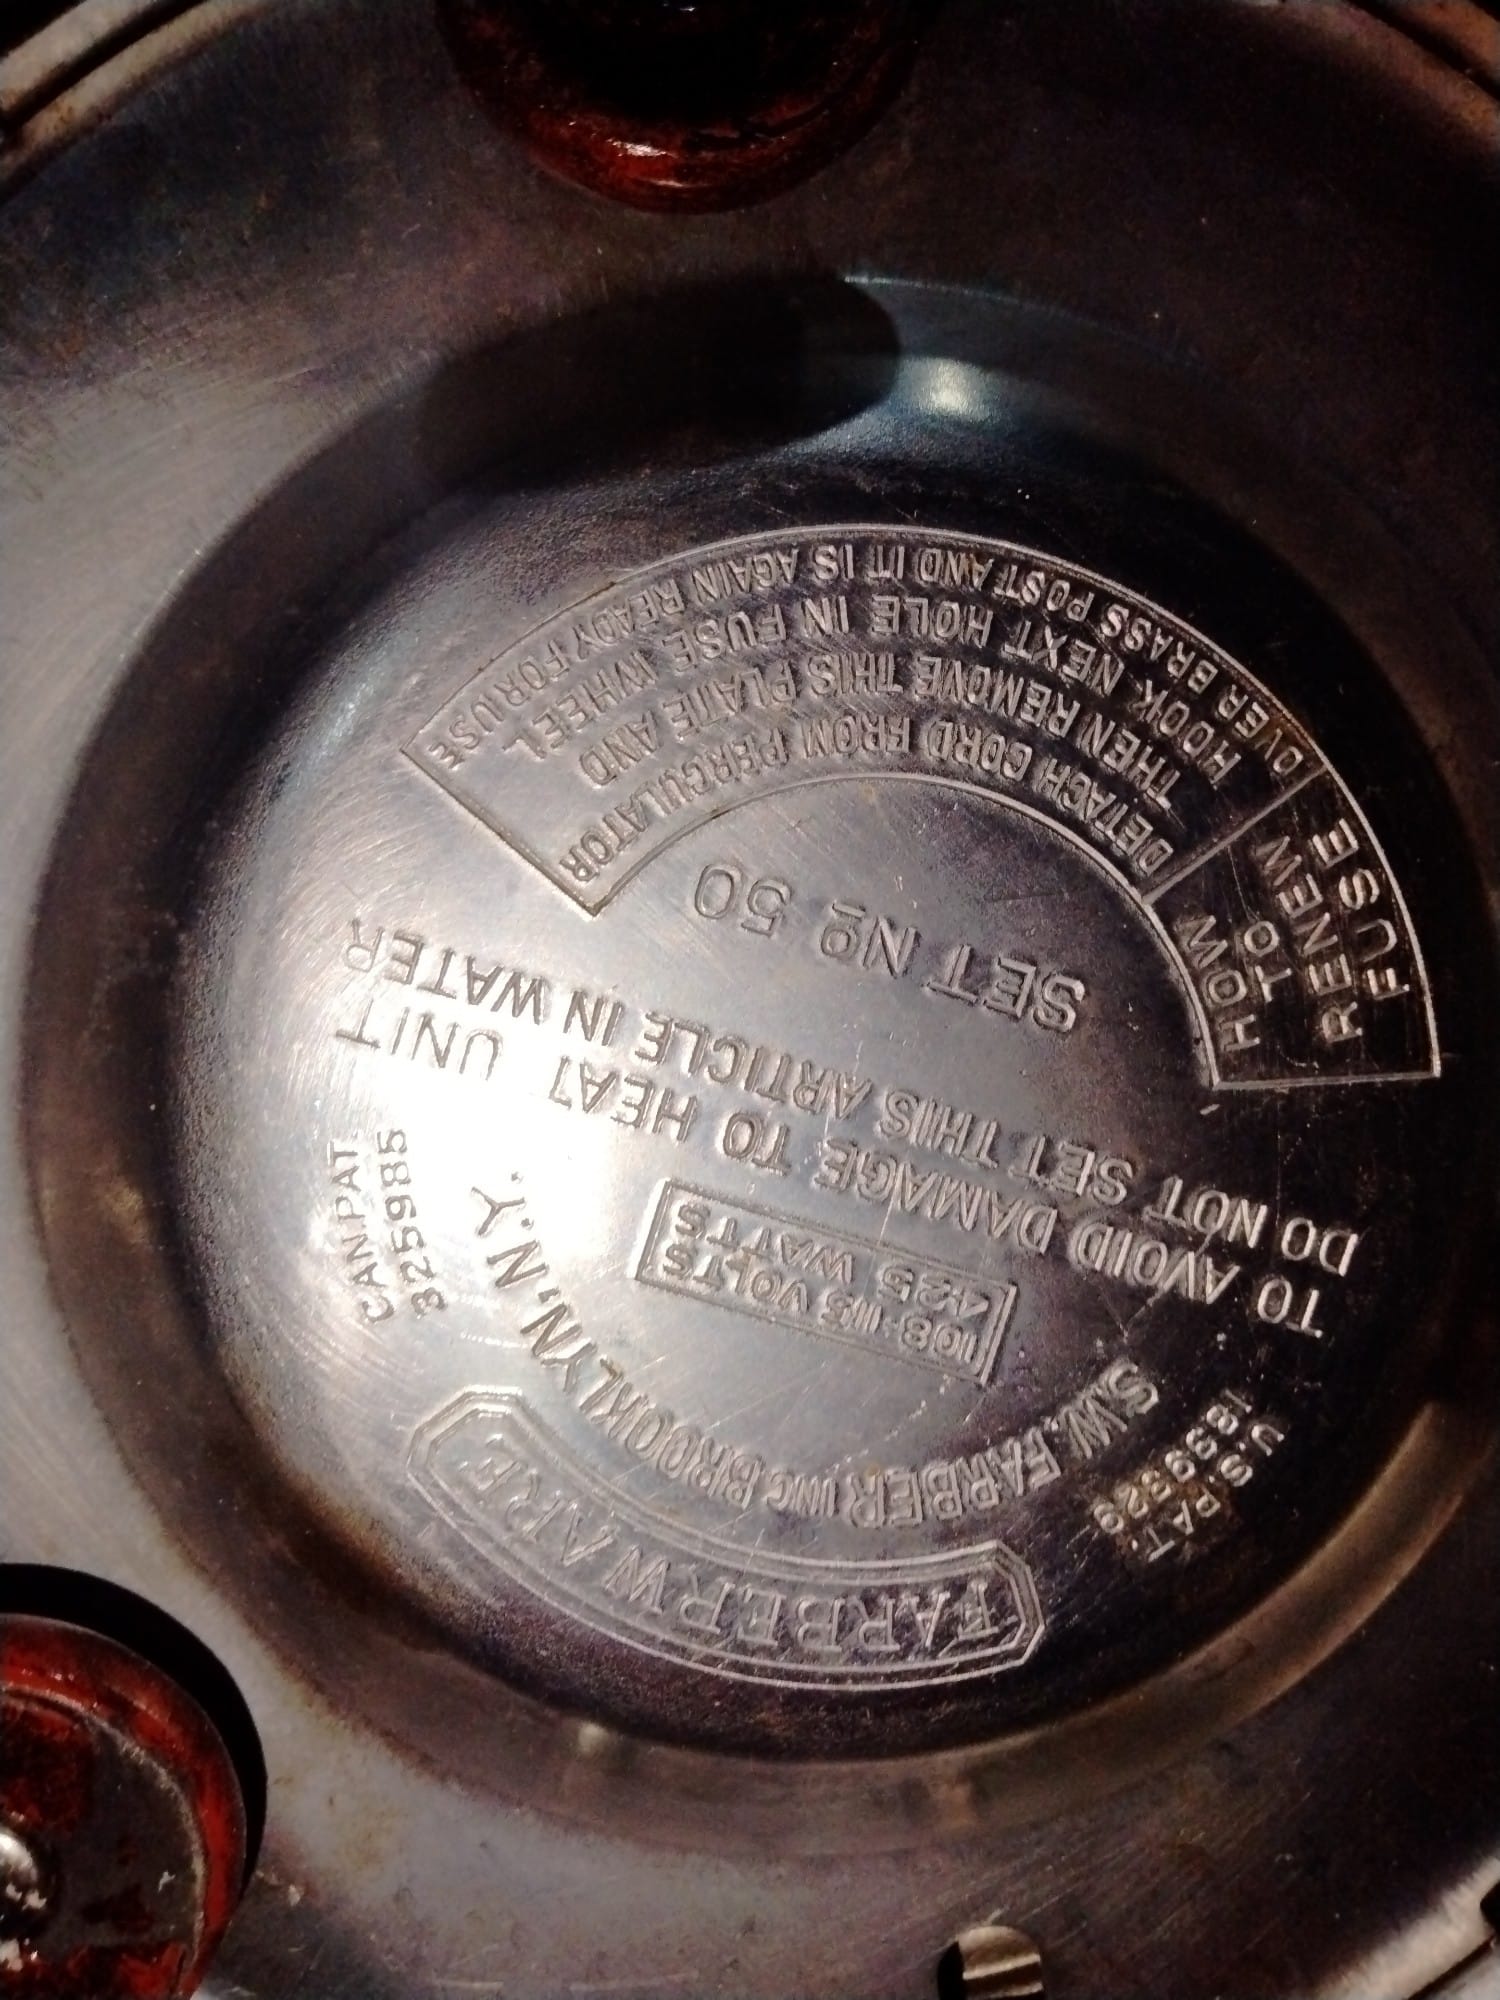 FARBERWARE
S.W. FARBER INC BROOKLYN, N.Y.
U.S. PAT.
1899529
CAN. PAT
325985
108-115 VOLTS
425 WATTS
TO AVOID DAMAGE TO HEAT UNIT
DO NOT SET THIS ARTICLE IN WATER
SET No 50
HOW
TO
RENEW
FUSE
DETACH CORD FROM PERCULATOR
THEN REMOVE THIS PLATE AND
HOOK NEXT HOLE IN FUSE WHEEL
OVER BRASS POST AND IT IS AGAIN READY FOR USE